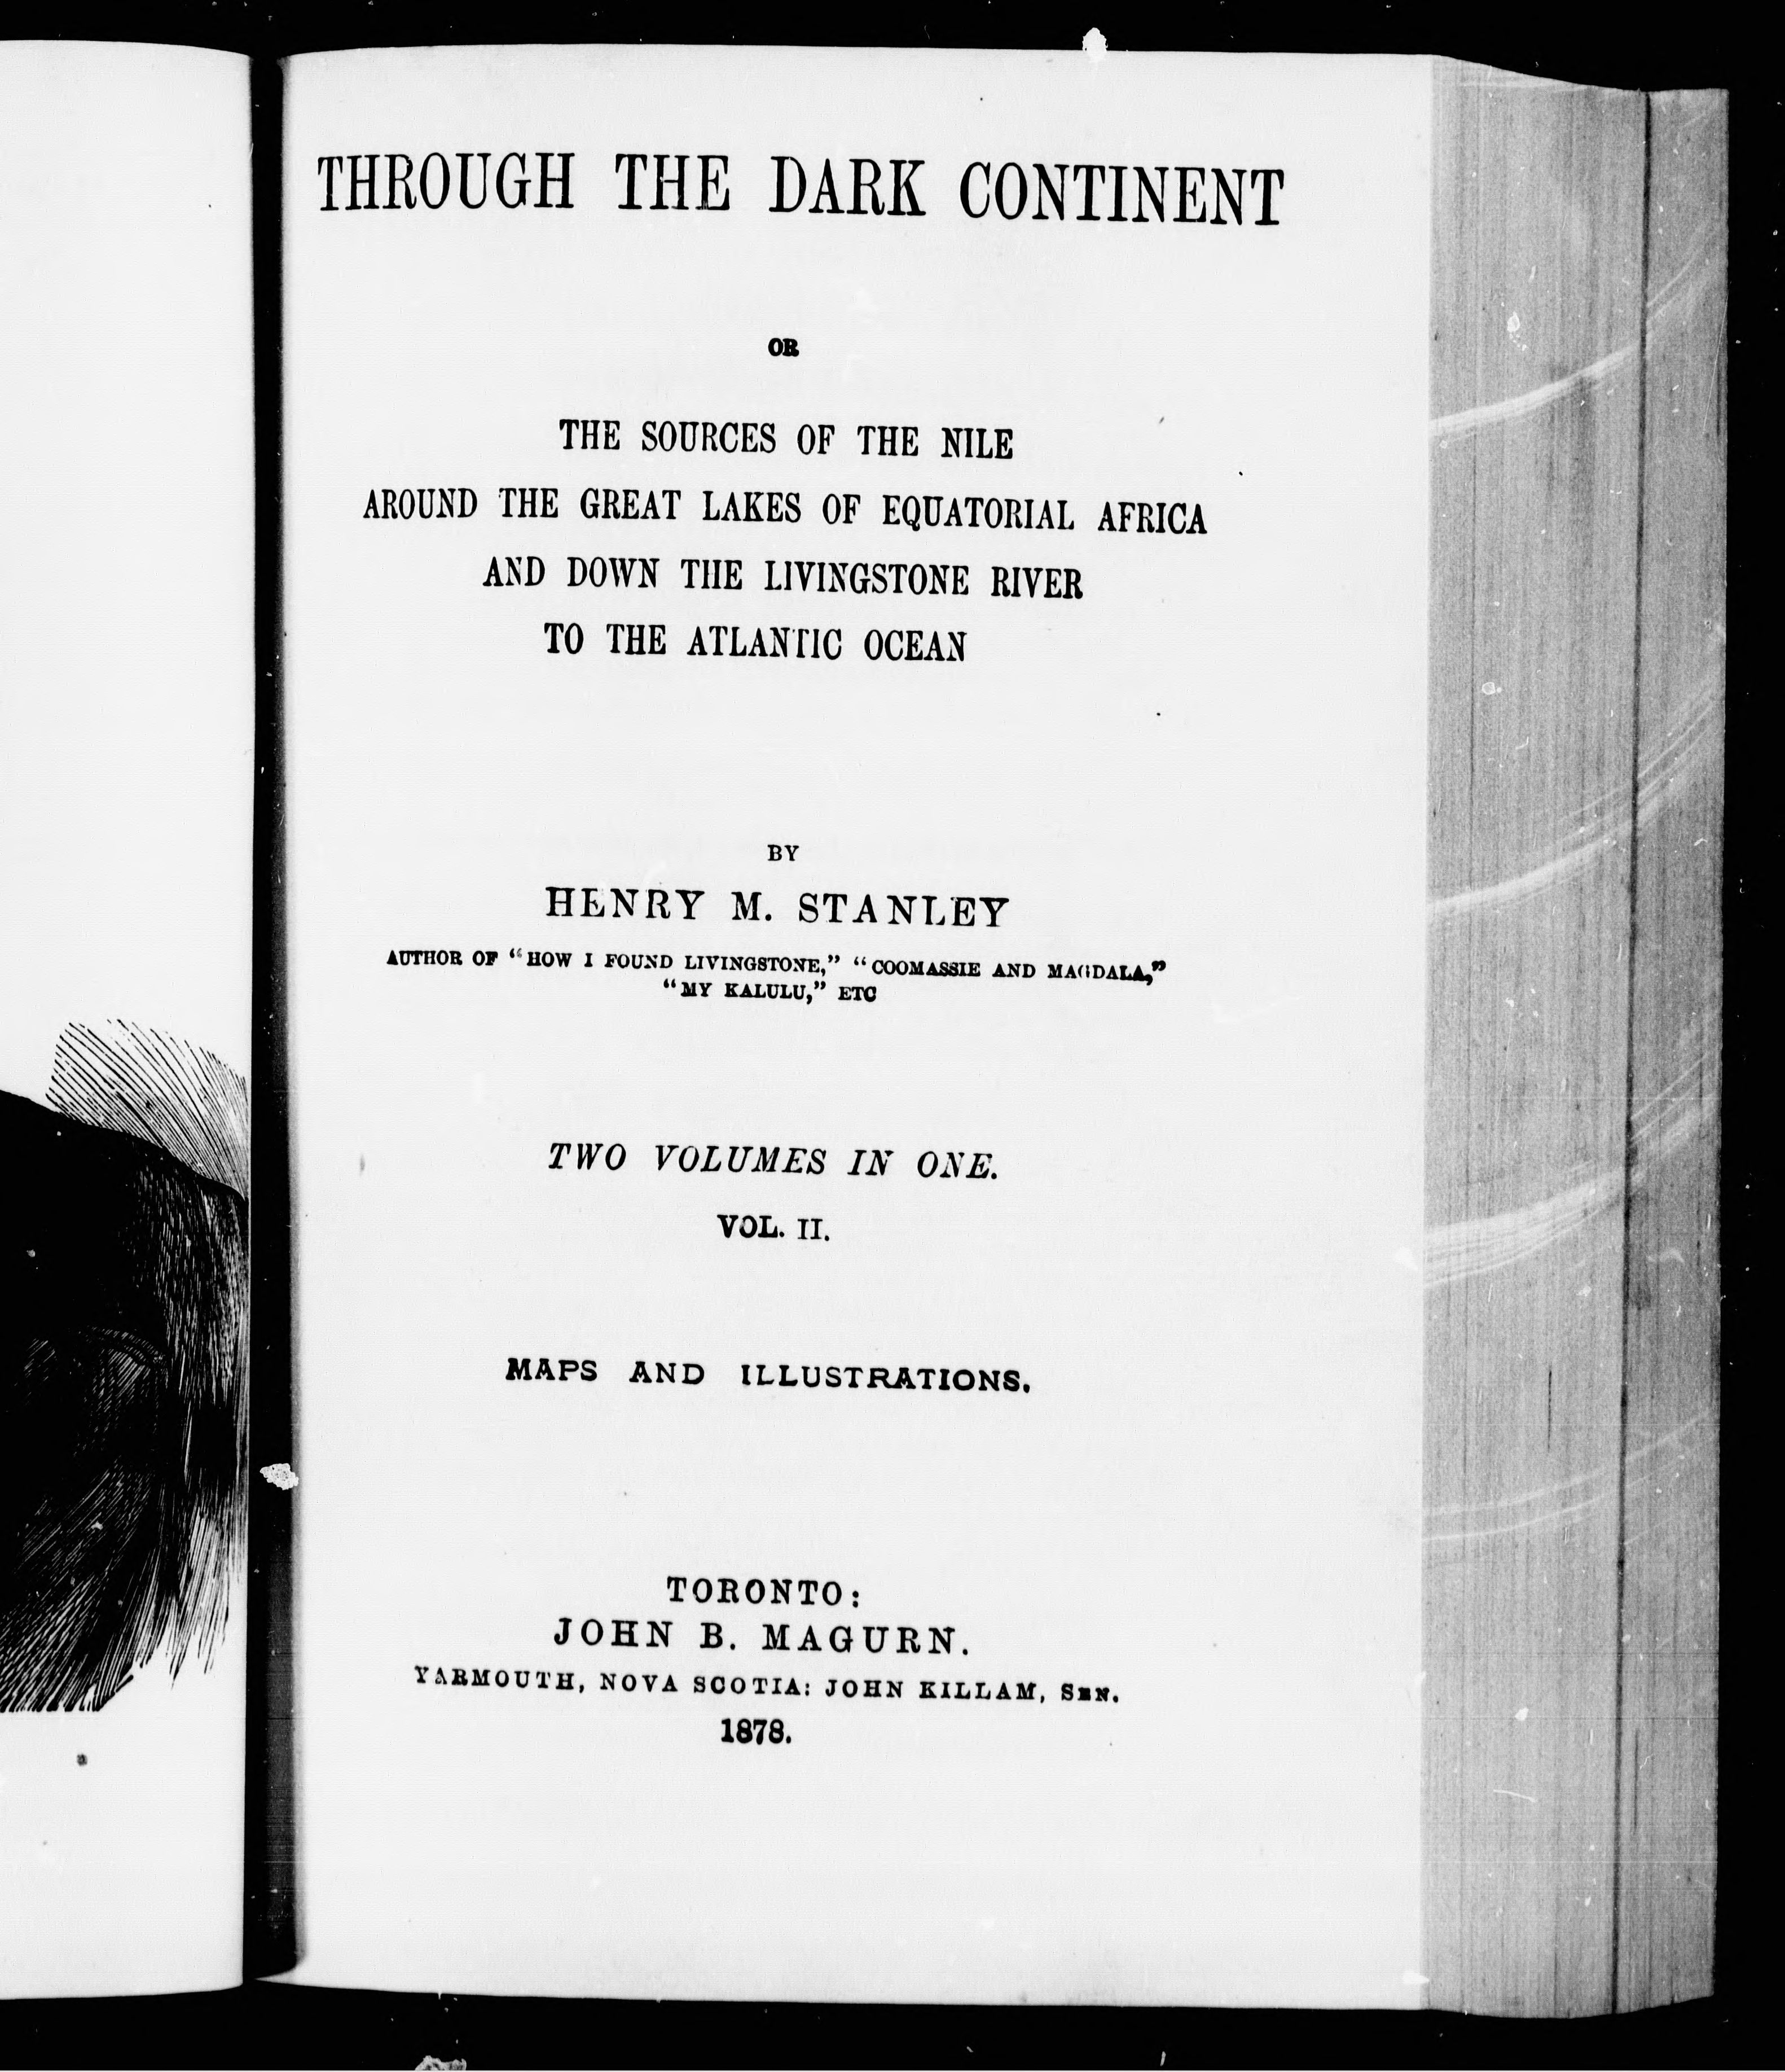 THROUGH THE DARK CONTINENT
OR
THE SOURCES OF THE NILE
AROUND THE GREAT LAKES OF EQUATORIAL AFRICA
AND DOWN THE LIVINGSTONE RIVER
TO THE ATLANTIC OCEAN
BY
HENRY M. STANLEY
AUTHOR OF “HOW I FOUND LIVINGSTONE,” “COOMASSIE AND MAGDALA,”
“MY KALULU,” ETC
TWO VOLUMES IN ONE.
VOL. II.
MAPS AND ILLUSTRATIONS.
TORONTO:
JOHN B. MAGURN.
YARMOUTH, NOVA SCOTIA: JOHN KILLAM, SEN.
1878.